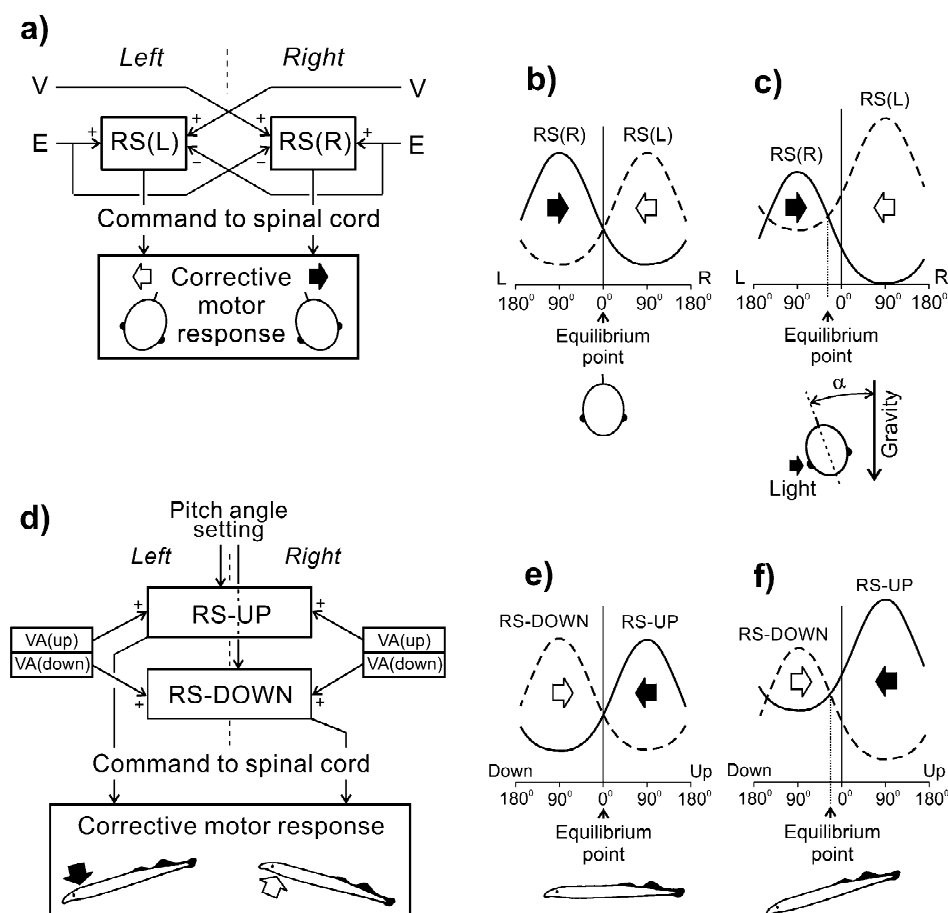 a)
Left
Right
V
V
+
+
+
+
E
RS(L)
RS(R)
E
–
–
Command to spinal cord
Corrective
motor
response
b)
RS(R)
RS(L)
L
R
180⁰
90⁰
0⁰
90⁰
180⁰
Equilibrium
point
c)
RS(R)
RS(L)
L
R
180⁰
90⁰
0⁰
90⁰
180⁰
Equilibrium
point
α
Gravity
Light
d)
Pitch angle
setting
Left
Right
+
+
RS-UP
VA(up)
VA(down)
VA(up)
VA(down)
RS-DOWN
+
+
Command to spinal cord
Corrective motor response
e)
RS-DOWN
RS-UP
Down
Up
180⁰
90⁰
0⁰
90⁰
180⁰
Equilibrium
point
f)
RS-UP
RS-DOWN
Down
Up
180⁰
90⁰
0⁰
90⁰
180⁰
Equilibrium
point